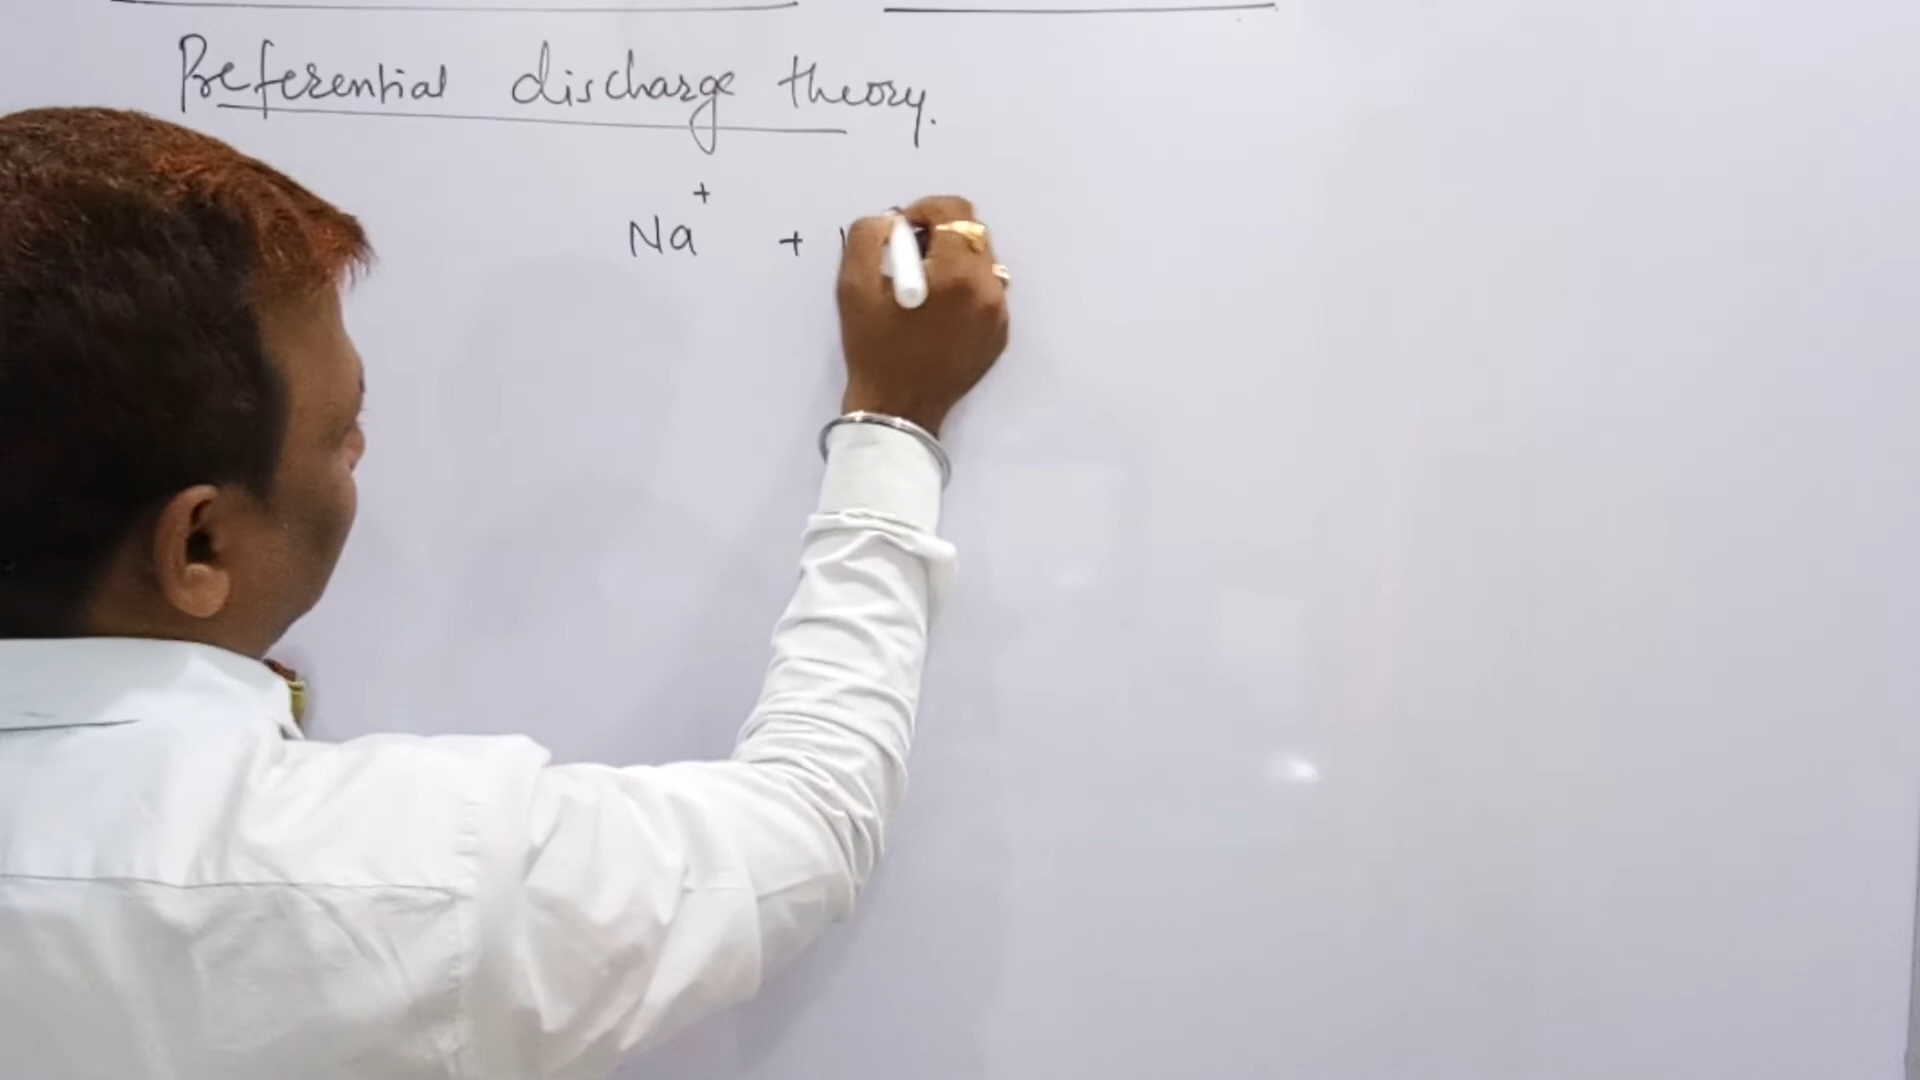 Preferential discharge theory.
Na⁺ +